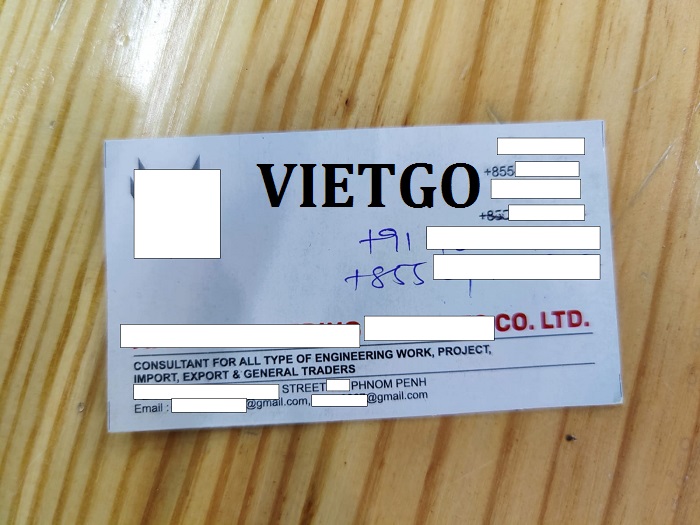 VIETGO
+855
+855
+91
+855
CO. LTD.
CONSULTANT FOR ALL TYPE OF ENGINEERING WORK, PROJECT,
IMPORT, EXPORT & GENERAL TRADERS
STREET PHNOM PENH
Email : @gmail.com, @gmail.com